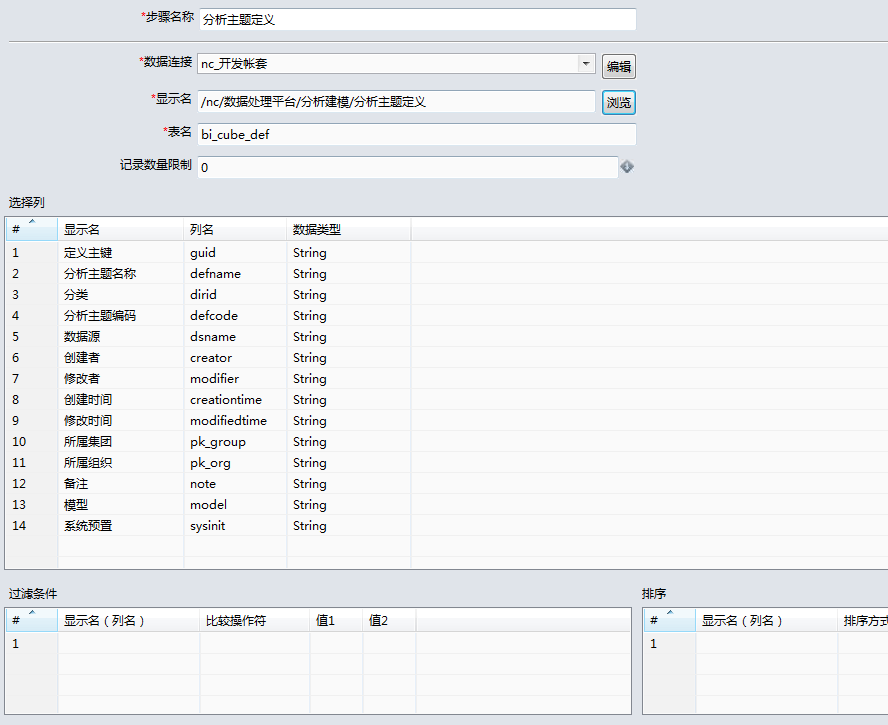 *步骤名称 分析主题定义
*数据连接 nc_开发帐套 编辑
*显示名 /nc/数据处理平台/分析建模/分析主题定义 浏览
*表名 bi_cube_def
记录数量限制 0
选择列
# 显示名 列名 数据类型
1 定义主键 guid String
2 分析主题名称 defname String
3 分类 dirid String
4 分析主题编码 defcode String
5 数据源 dsname String
6 创建者 creator String
7 修改者 modifier String
8 创建时间 creationtime String
9 修改时间 modifiedtime String
10 所属集团 pk_group String
11 所属组织 pk_org String
12 备注 note String
13 模型 model String
14 系统预置 sysinit String
过滤条件 排序
# 显示名（列名） 比较操作符 值1 值2 # 显示名（列名） 排序方式
1 1